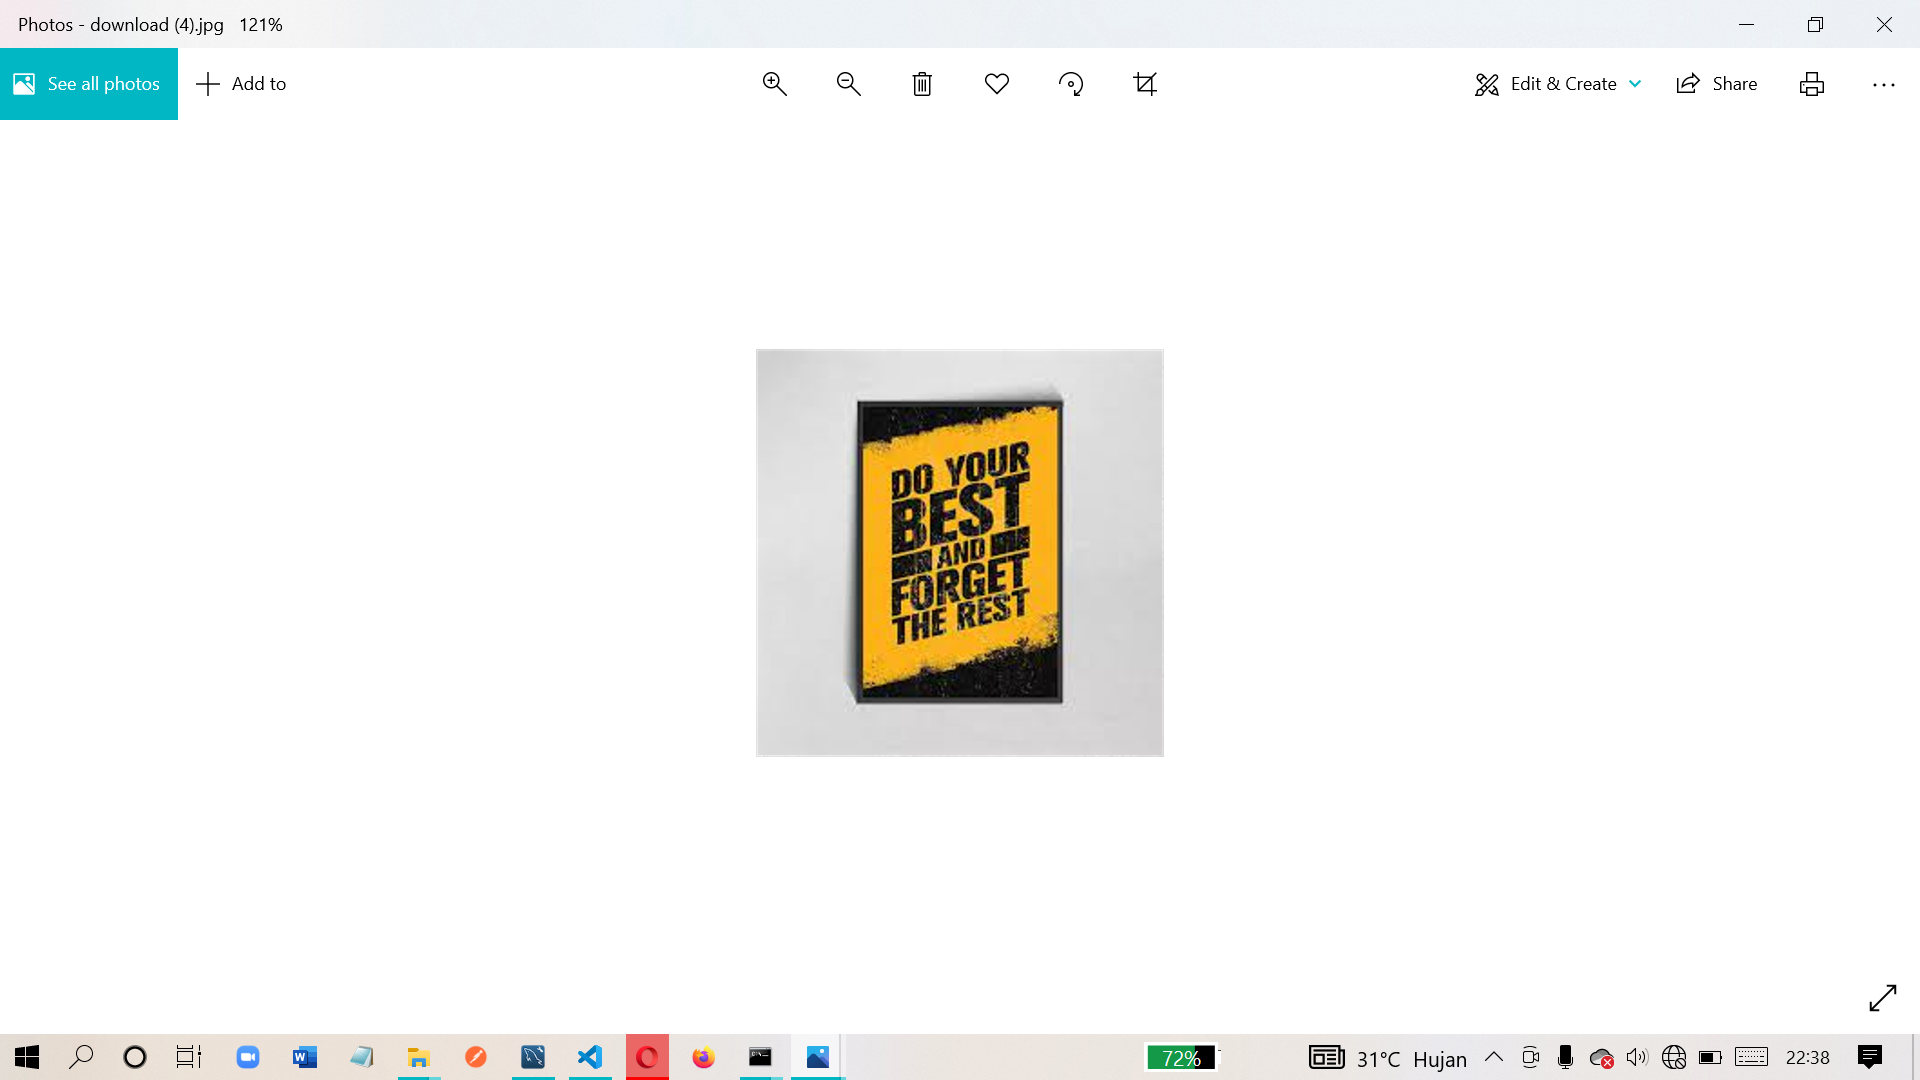 Photos - download (4).jpg 121%
See all photos
Add to
Edit & Create
Share
DO YOUR
BEST
AND
FORGET
THE REST
72%
31°C Hujan
22:38